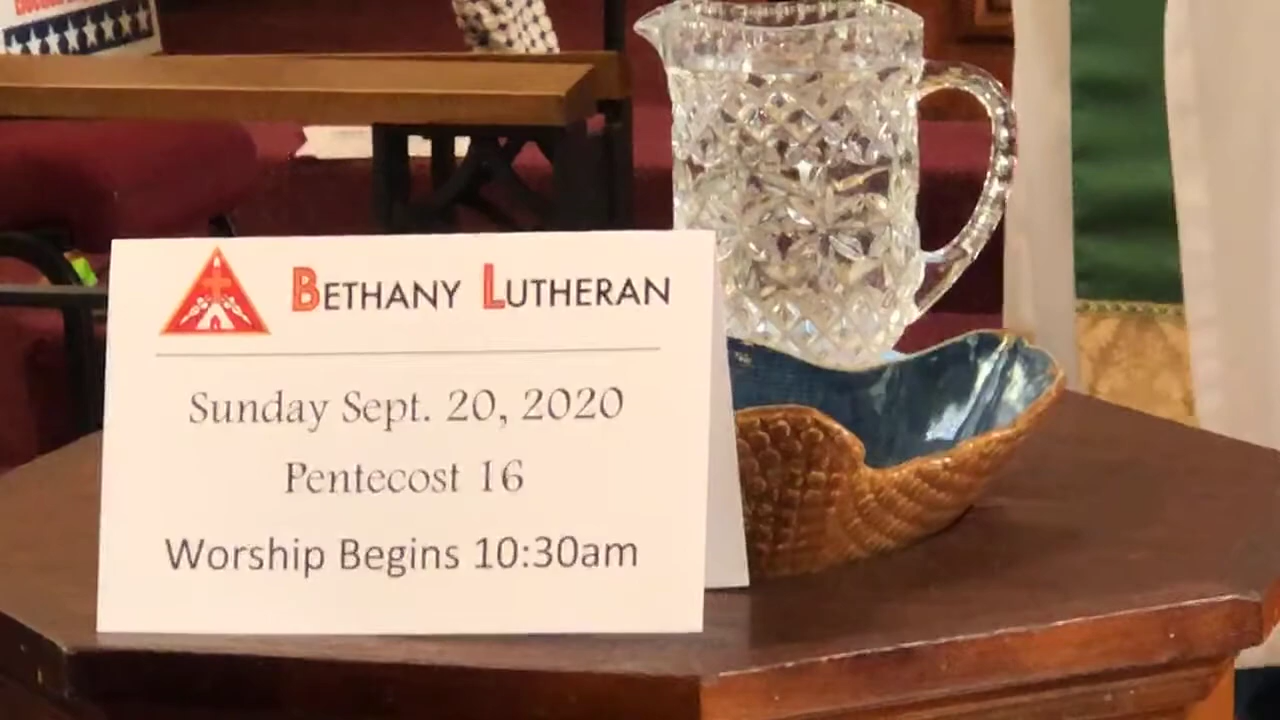 BETHANY LUTHERAN
Sunday Sept. 20, 2020
Pentecost 16
Worship Begins 10:30am